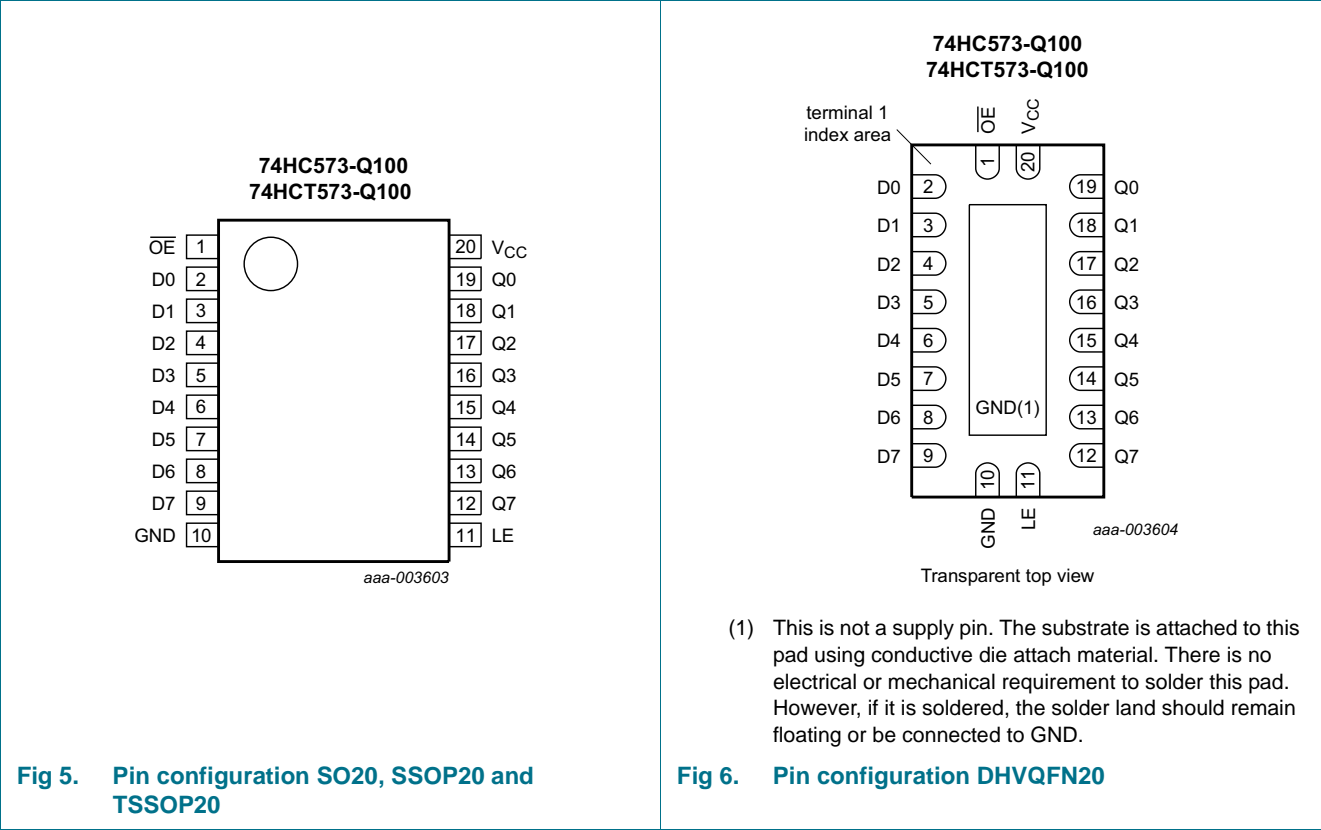 74HC573-Q100
74HCT573-Q100
OE 1
D0 2
D1 3
D2 4
D3 5
D4 6
D5 7
D6 8
D7 9
GND 10
20 VCC
19 Q0
18 Q1
17 Q2
16 Q3
15 Q4
14 Q5
13 Q6
12 Q7
11 LE
aaa-003603
Fig 5. Pin configuration SO20, SSOP20 and
TSSOP20
74HC573-Q100
74HCT573-Q100
terminal 1
index area
OE
VCC
1
20
D0 2
D1 3
D2 4
D3 5
D4 6
D5 7
D6 8
D7 9
19 Q0
18 Q1
17 Q2
16 Q3
15 Q4
14 Q5
13 Q6
12 Q7
GND(1)
10
11
GND
LE
aaa-003604
Transparent top view
(1) This is not a supply pin. The substrate is attached to this
pad using conductive die attach material. There is no
electrical or mechanical requirement to solder this pad.
However, if it is soldered, the solder land should remain
floating or be connected to GND.
Fig 6. Pin configuration DHVQFN20